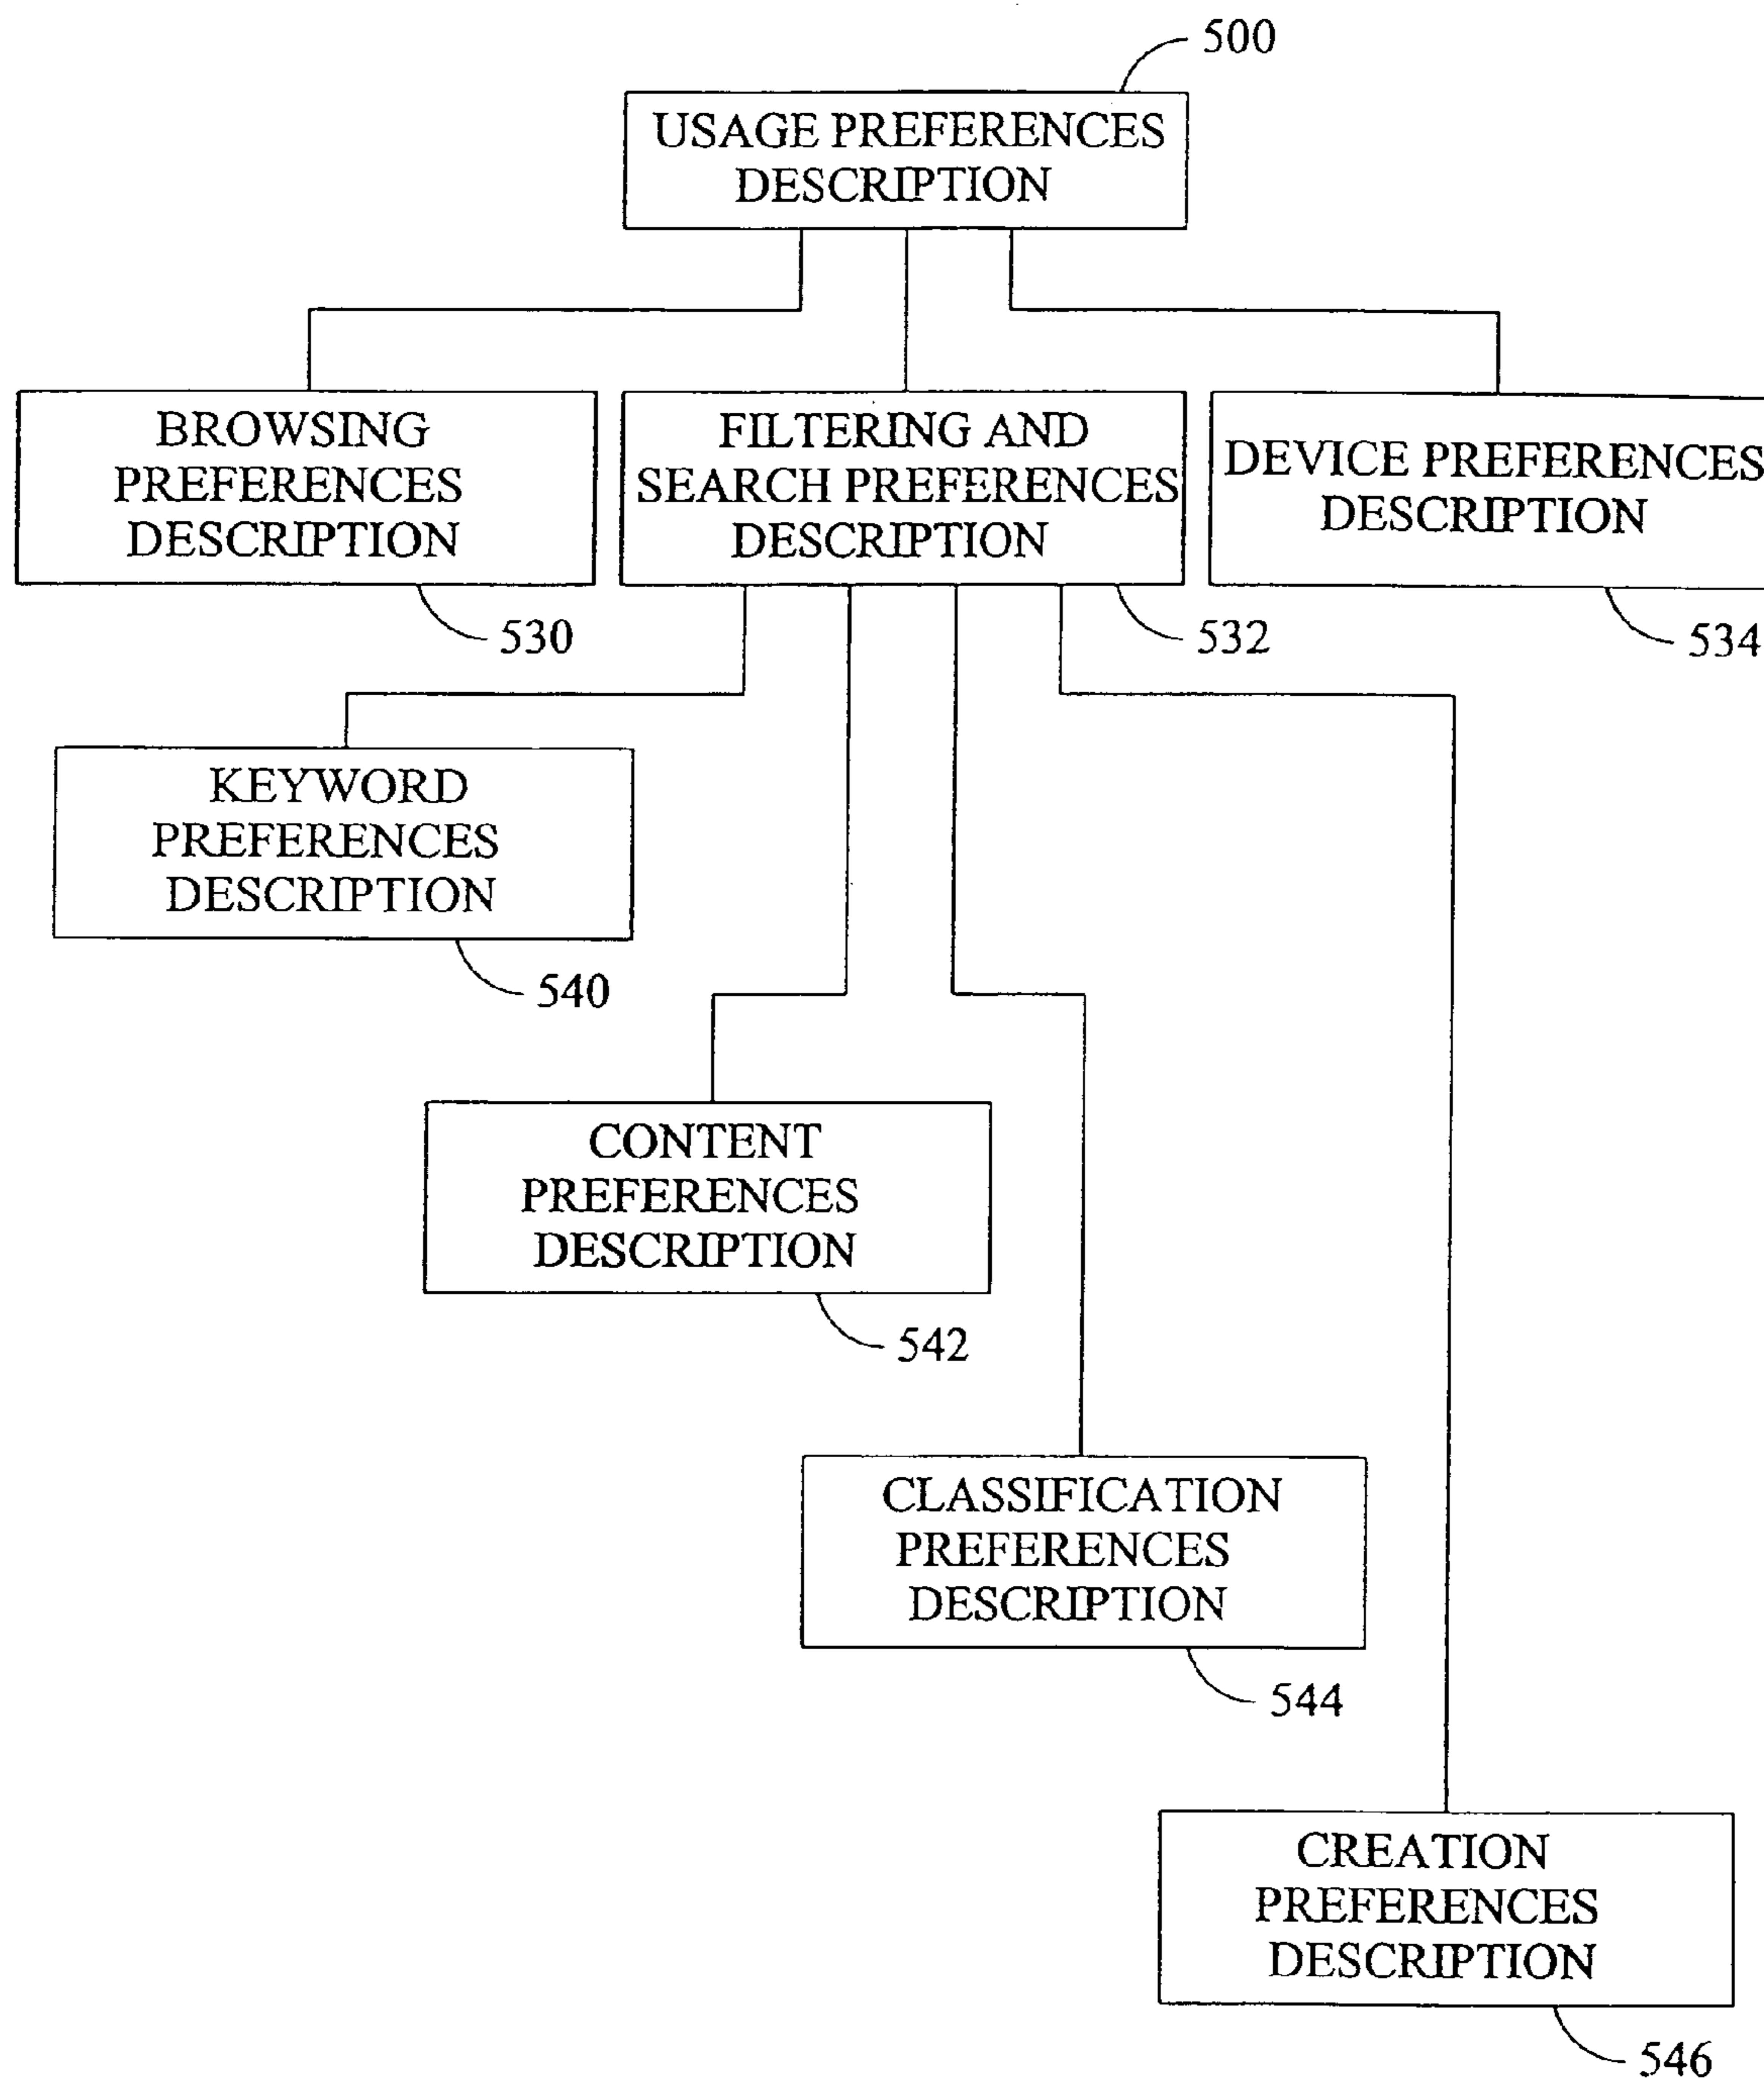 500
USAGE PREFERENCES
DESCRIPTION
BROWSING
PREFERENCES
DESCRIPTION
530
FILTERING AND
SEARCH PREFERENCES
DESCRIPTION
532
DEVICE PREFERENCES
DESCRIPTION
534
KEYWORD
PREFERENCES
DESCRIPTION
540
CONTENT
PREFERENCES
DESCRIPTION
542
CLASSIFICATION
PREFERENCES
DESCRIPTION
544
CREATION
PREFERENCES
DESCRIPTION
546